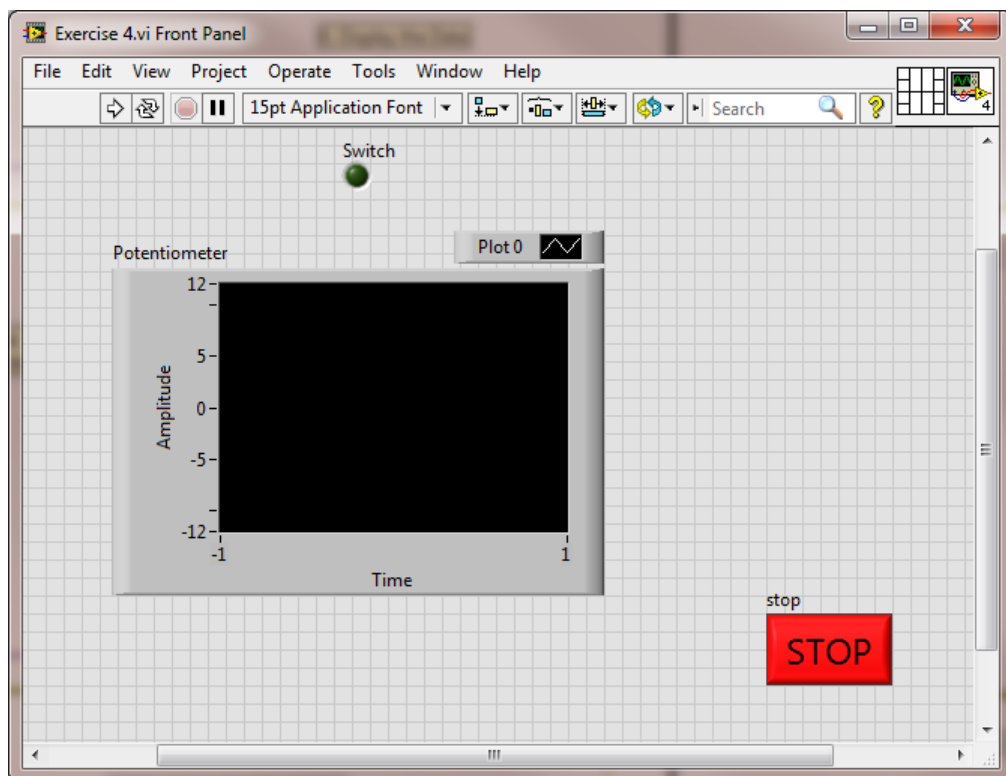 Exercise 4.vi Front Panel
File Edit View Project Operate Tools Window Help
15pt Application Font Search ? 4
Switch
Potentiometer
Plot 0
12
5
0
-5
-12
Amplitude
-1 1
Time
stop
STOP